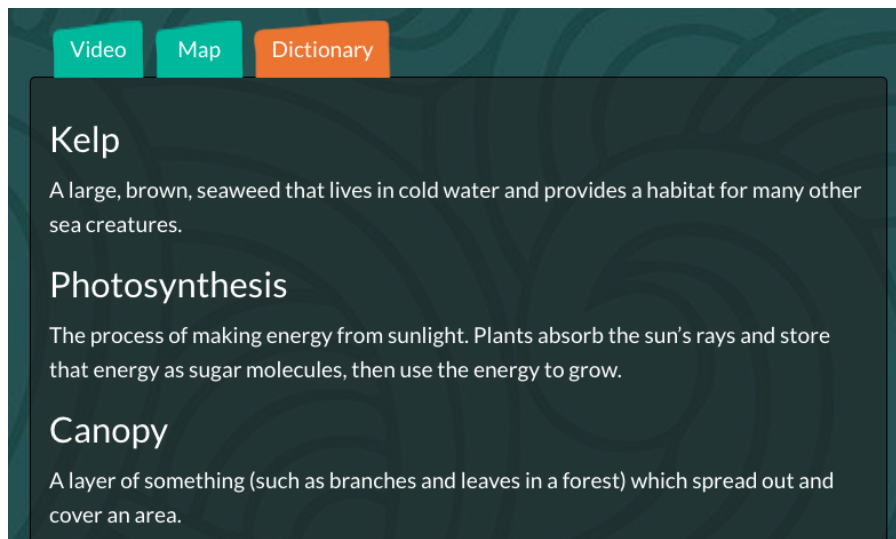 Video Map Dictionary
Kelp
A large, brown, seaweed that lives in cold water and provides a habitat for many other
sea creatures.
Photosynthesis
The process of making energy from sunlight. Plants absorb the sun’s rays and store
that energy as sugar molecules, then use the energy to grow.
Canopy
A layer of something (such as branches and leaves in a forest) which spread out and
cover an area.